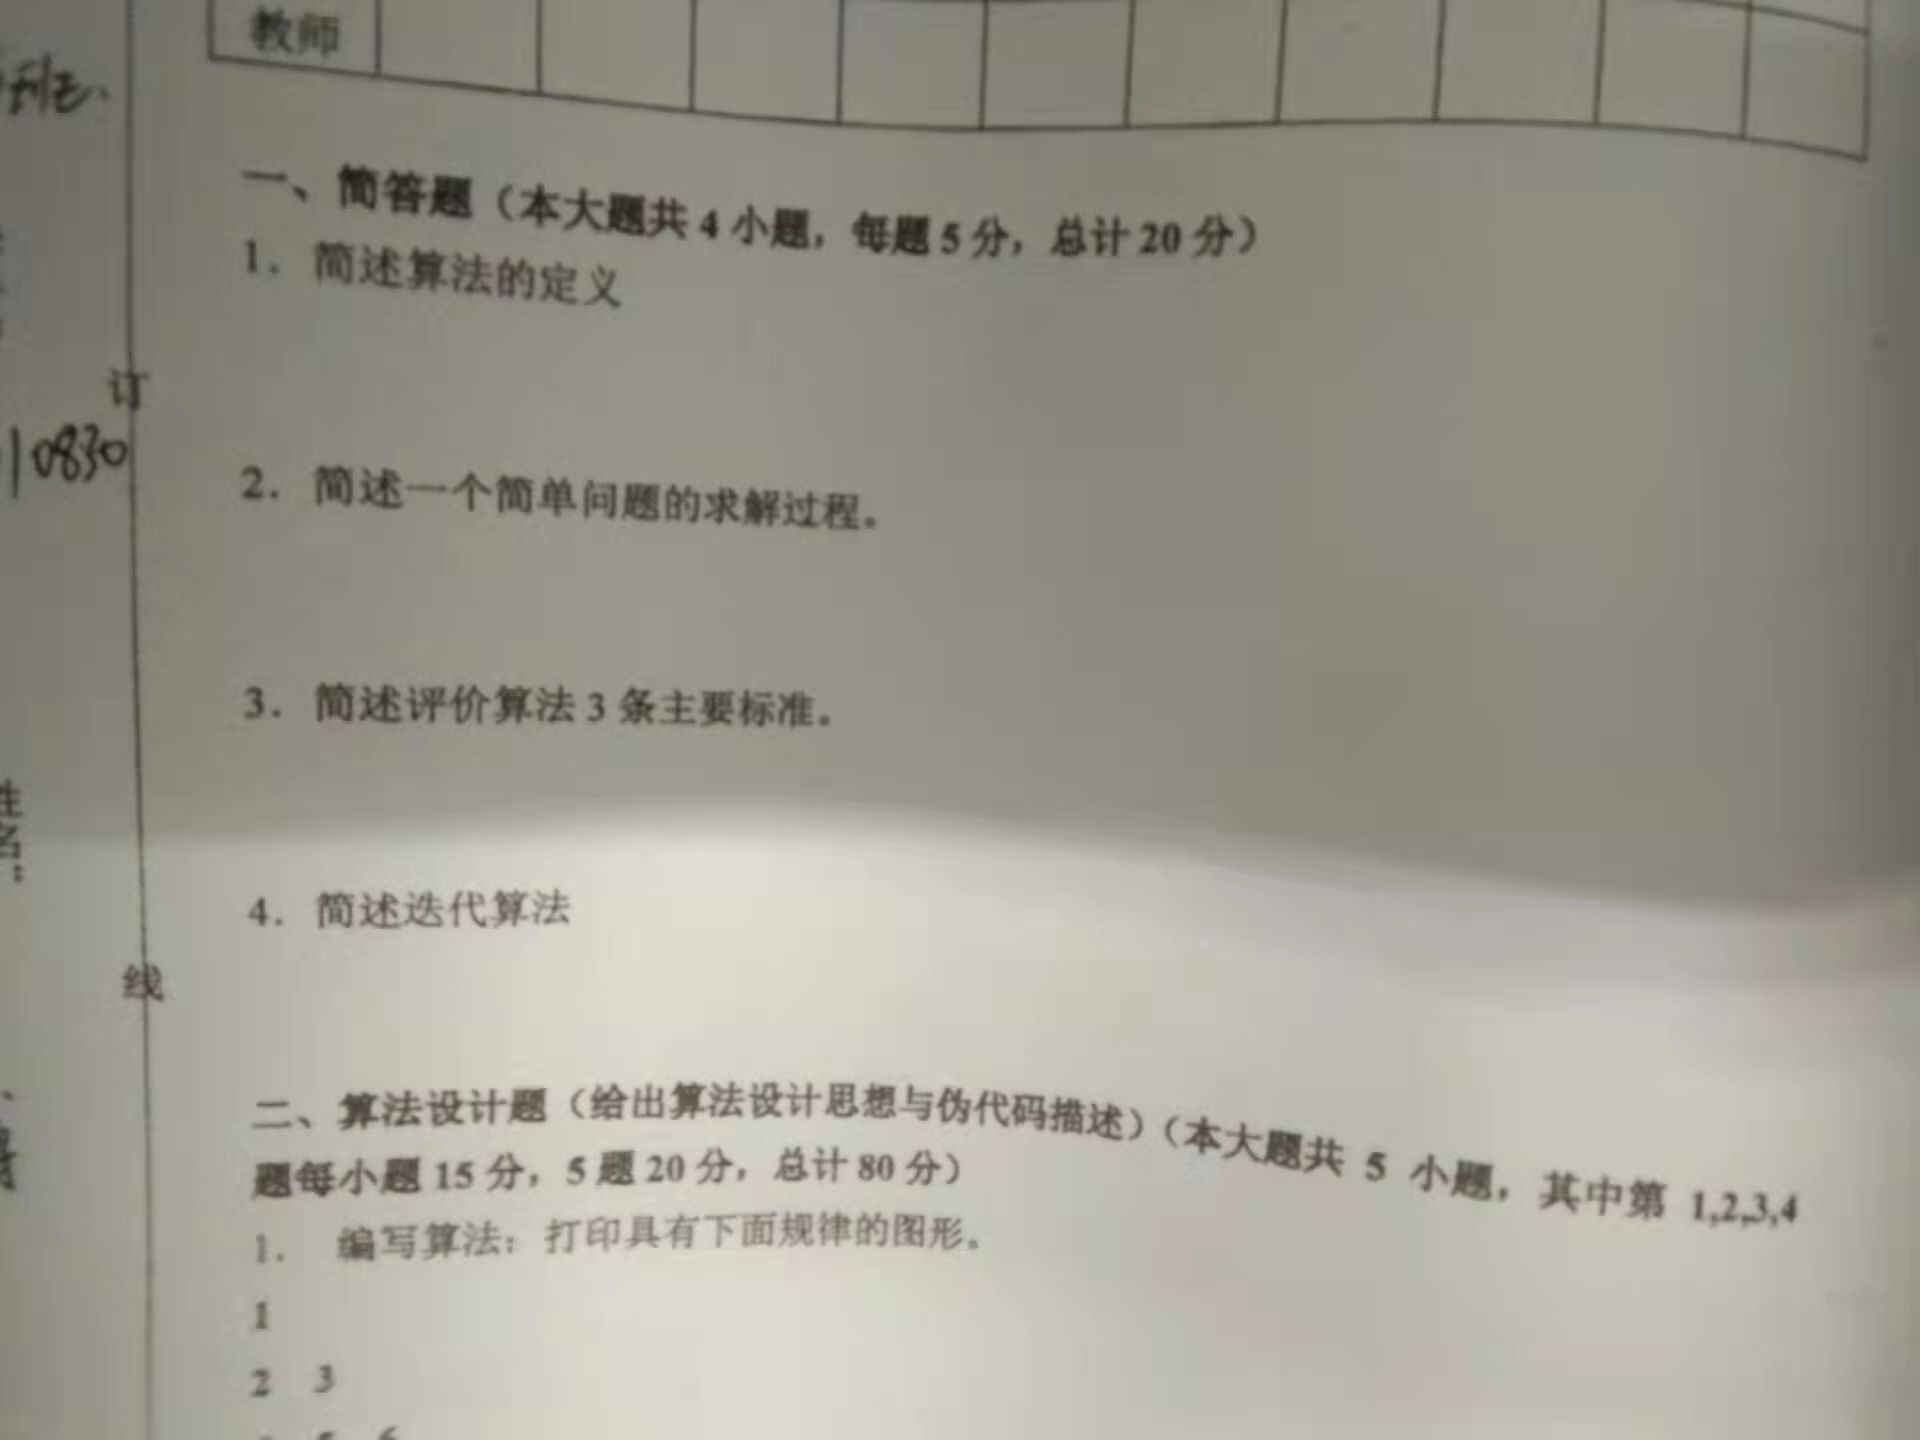 教师
订
10830
线
一、简答题（本大题共 4 小题，每题 5 分，总计 20 分）
1. 简述算法的定义
2. 简述一个简单问题的求解过程。
3. 简述评价算法 3 条主要标准。
4. 简述迭代算法
二、算法设计题（给出算法设计思想与伪代码描述）（本大题共 5 小题，其中第 1,2,3,4
题每小题 15 分，5 题 20 分，总计 80 分）
1. 编写算法：打印具有下面规律的图形。
1
2 3
5 6